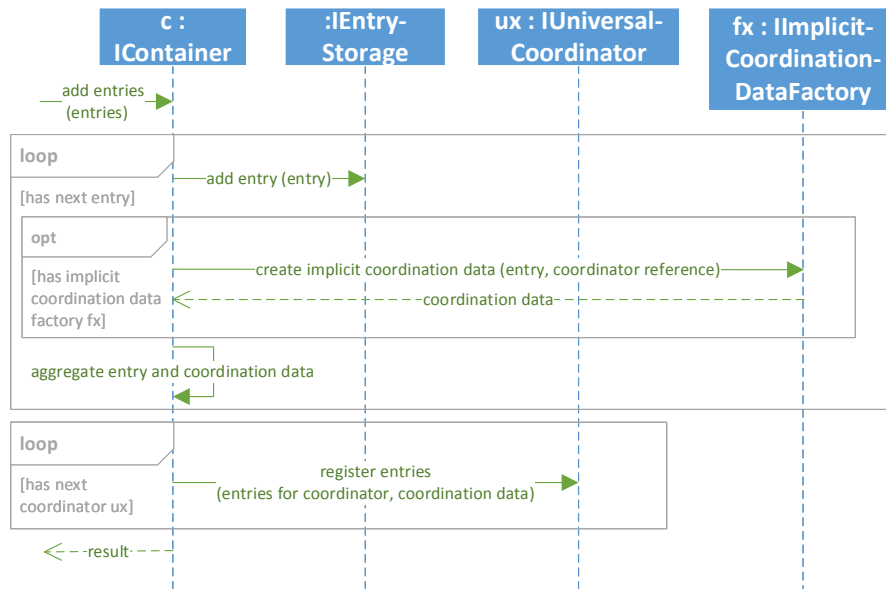 c :
IContainer
:IEntry-
Storage
ux : IUniversal-
Coordinator
fx : IImplicit-
Coordination-
DataFactory
add entries
(entries)
loop
[has next entry]
add entry (entry)
opt
[has implicit
coordination data
factory fx]
create implicit coordination data (entry, coordinator reference)
coordination data
aggregate entry and coordination data
loop
[has next
coordinator ux]
register entries
(entries for coordinator, coordination data)
result